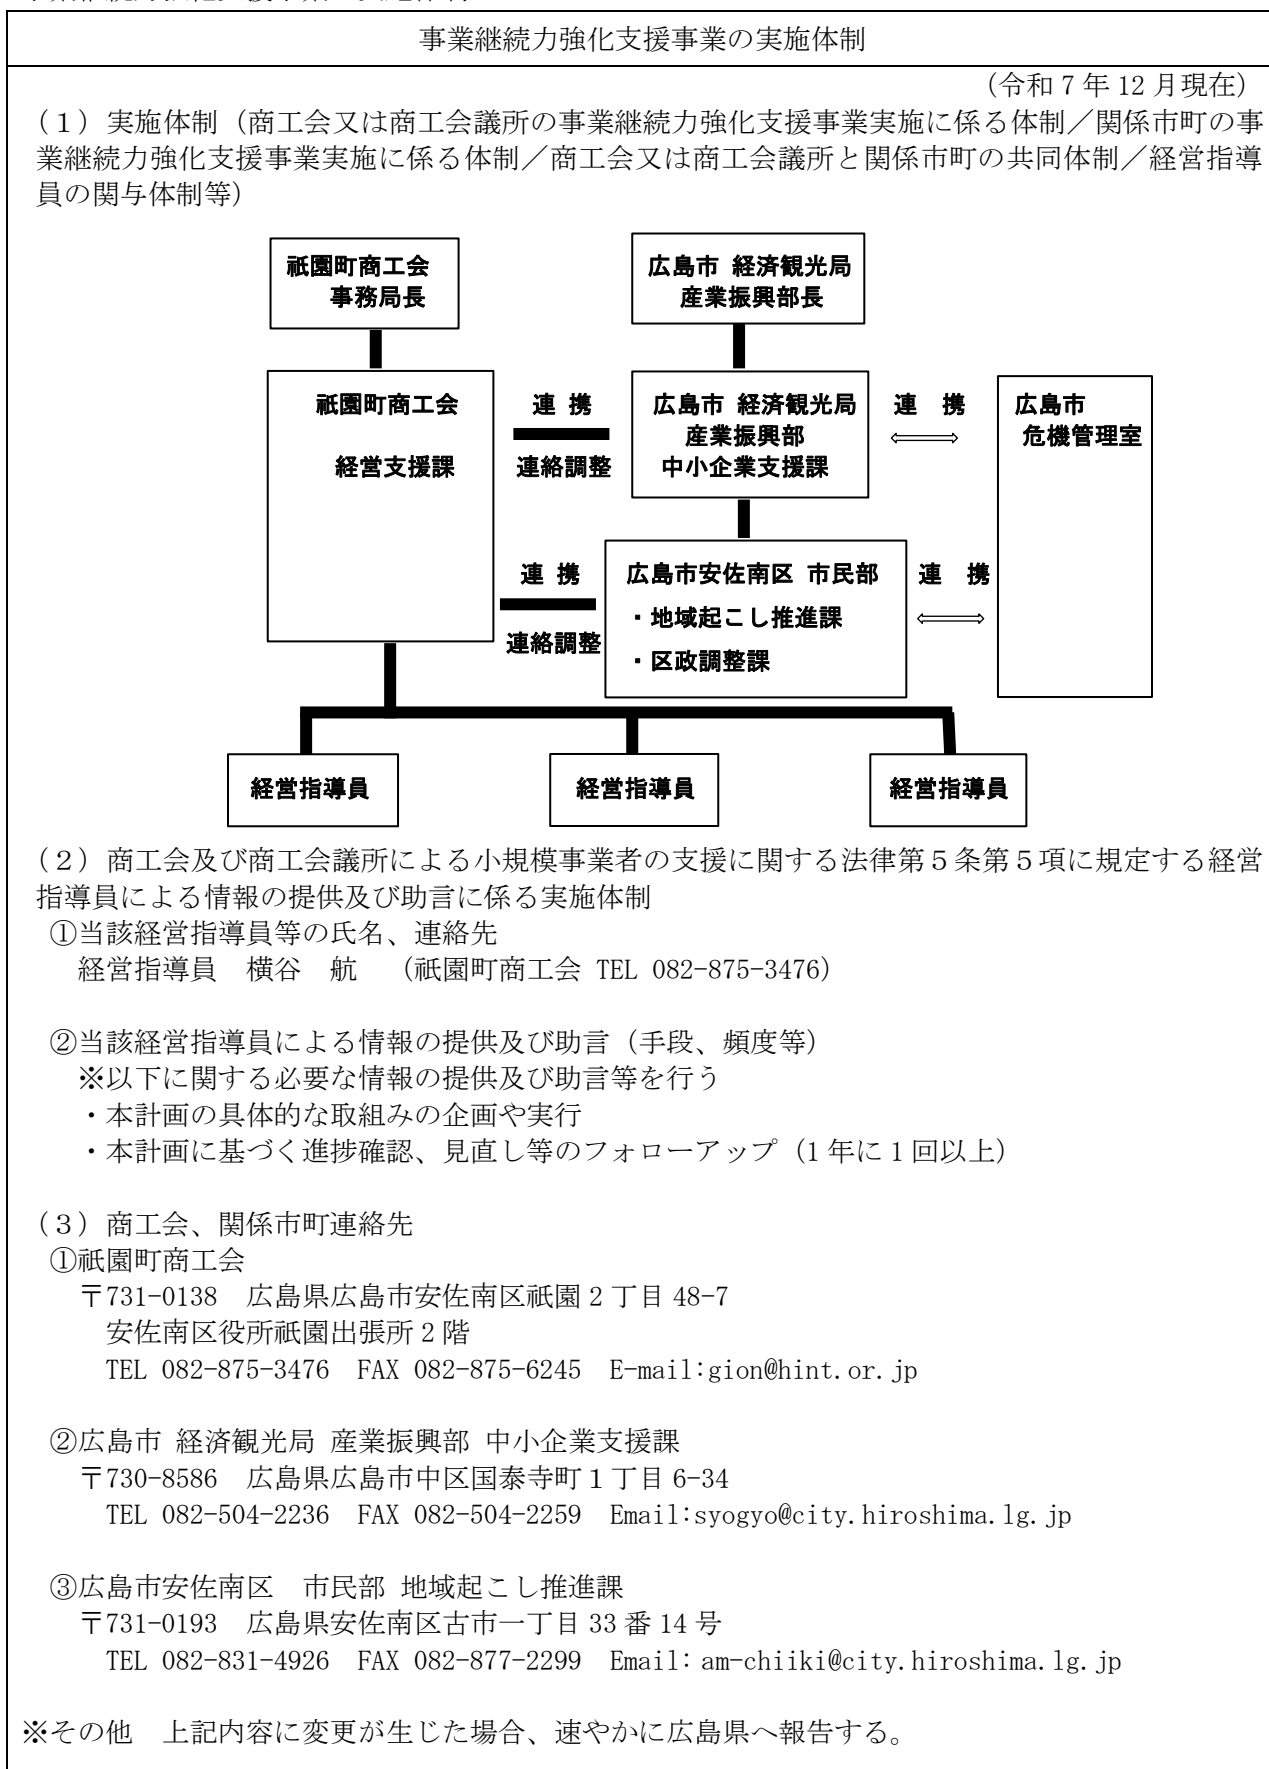 事業継続力強化支援事業の実施体制
（令和７年 12 月現在）
（１）実施体制（商工会又は商工会議所の事業継続力強化支援事業実施に係る体制／関係市町の事
業継続力強化支援事業実施に係る体制／商工会又は商工会議所と関係市町の共同体制／経営指導
員の関与体制等）
祇園町商工会
事務局長
広島市 経済観光局
産業振興部長
祇園町商工会
経営支援課
連 携
連絡調整
広島市 経済観光局
産業振興部
中小企業支援課
連 携
広島市
危機管理室
連 携
連絡調整
広島市安佐南区 市民部
・地域起こし推進課
・区政調整課
連 携
経営指導員
経営指導員
経営指導員
（２）商工会及び商工会議所による小規模事業者の支援に関する法律第５条第５項に規定する経営
指導員による情報の提供及び助言に係る実施体制
①当該経営指導員等の氏名、連絡先
経営指導員 横谷 航 （祇園町商工会 TEL 082-875-3476）
②当該経営指導員による情報の提供及び助言（手段、頻度等）
※以下に関する必要な情報の提供及び助言等を行う
・本計画の具体的な取組みの企画や実行
・本計画に基づく進捗確認、見直し等のフォローアップ（1 年に 1 回以上）
（３）商工会、関係市町連絡先
①祇園町商工会
〒731-0138 広島県広島市安佐南区祇園 2 丁目 48-7
安佐南区役所祇園出張所 2 階
TEL 082-875-3476 FAX 082-875-6245 E-mail:gion@hint.or.jp
②広島市 経済観光局 産業振興部 中小企業支援課
〒730-8586 広島県広島市中区国泰寺町１丁目 6-34
TEL 082-504-2236 FAX 082-504-2259 Email:syogyo@city.hiroshima.lg.jp
③広島市安佐南区 市民部 地域起こし推進課
〒731-0193 広島県安佐南区古市一丁目 33 番 14 号
TEL 082-831-4926 FAX 082-877-2299 Email: am-chiiki@city.hiroshima.lg.jp
※その他 上記内容に変更が生じた場合、速やかに広島県へ報告する。